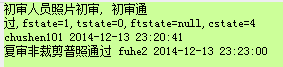 初审人员照片初审，初审通
过,fstate=1,tstate=0,ftstate=null,cstate=4
chushen101 2014-12-13 23:20:41
复审非裁剪普照通过 fuhe2 2014-12-13 23:23:00